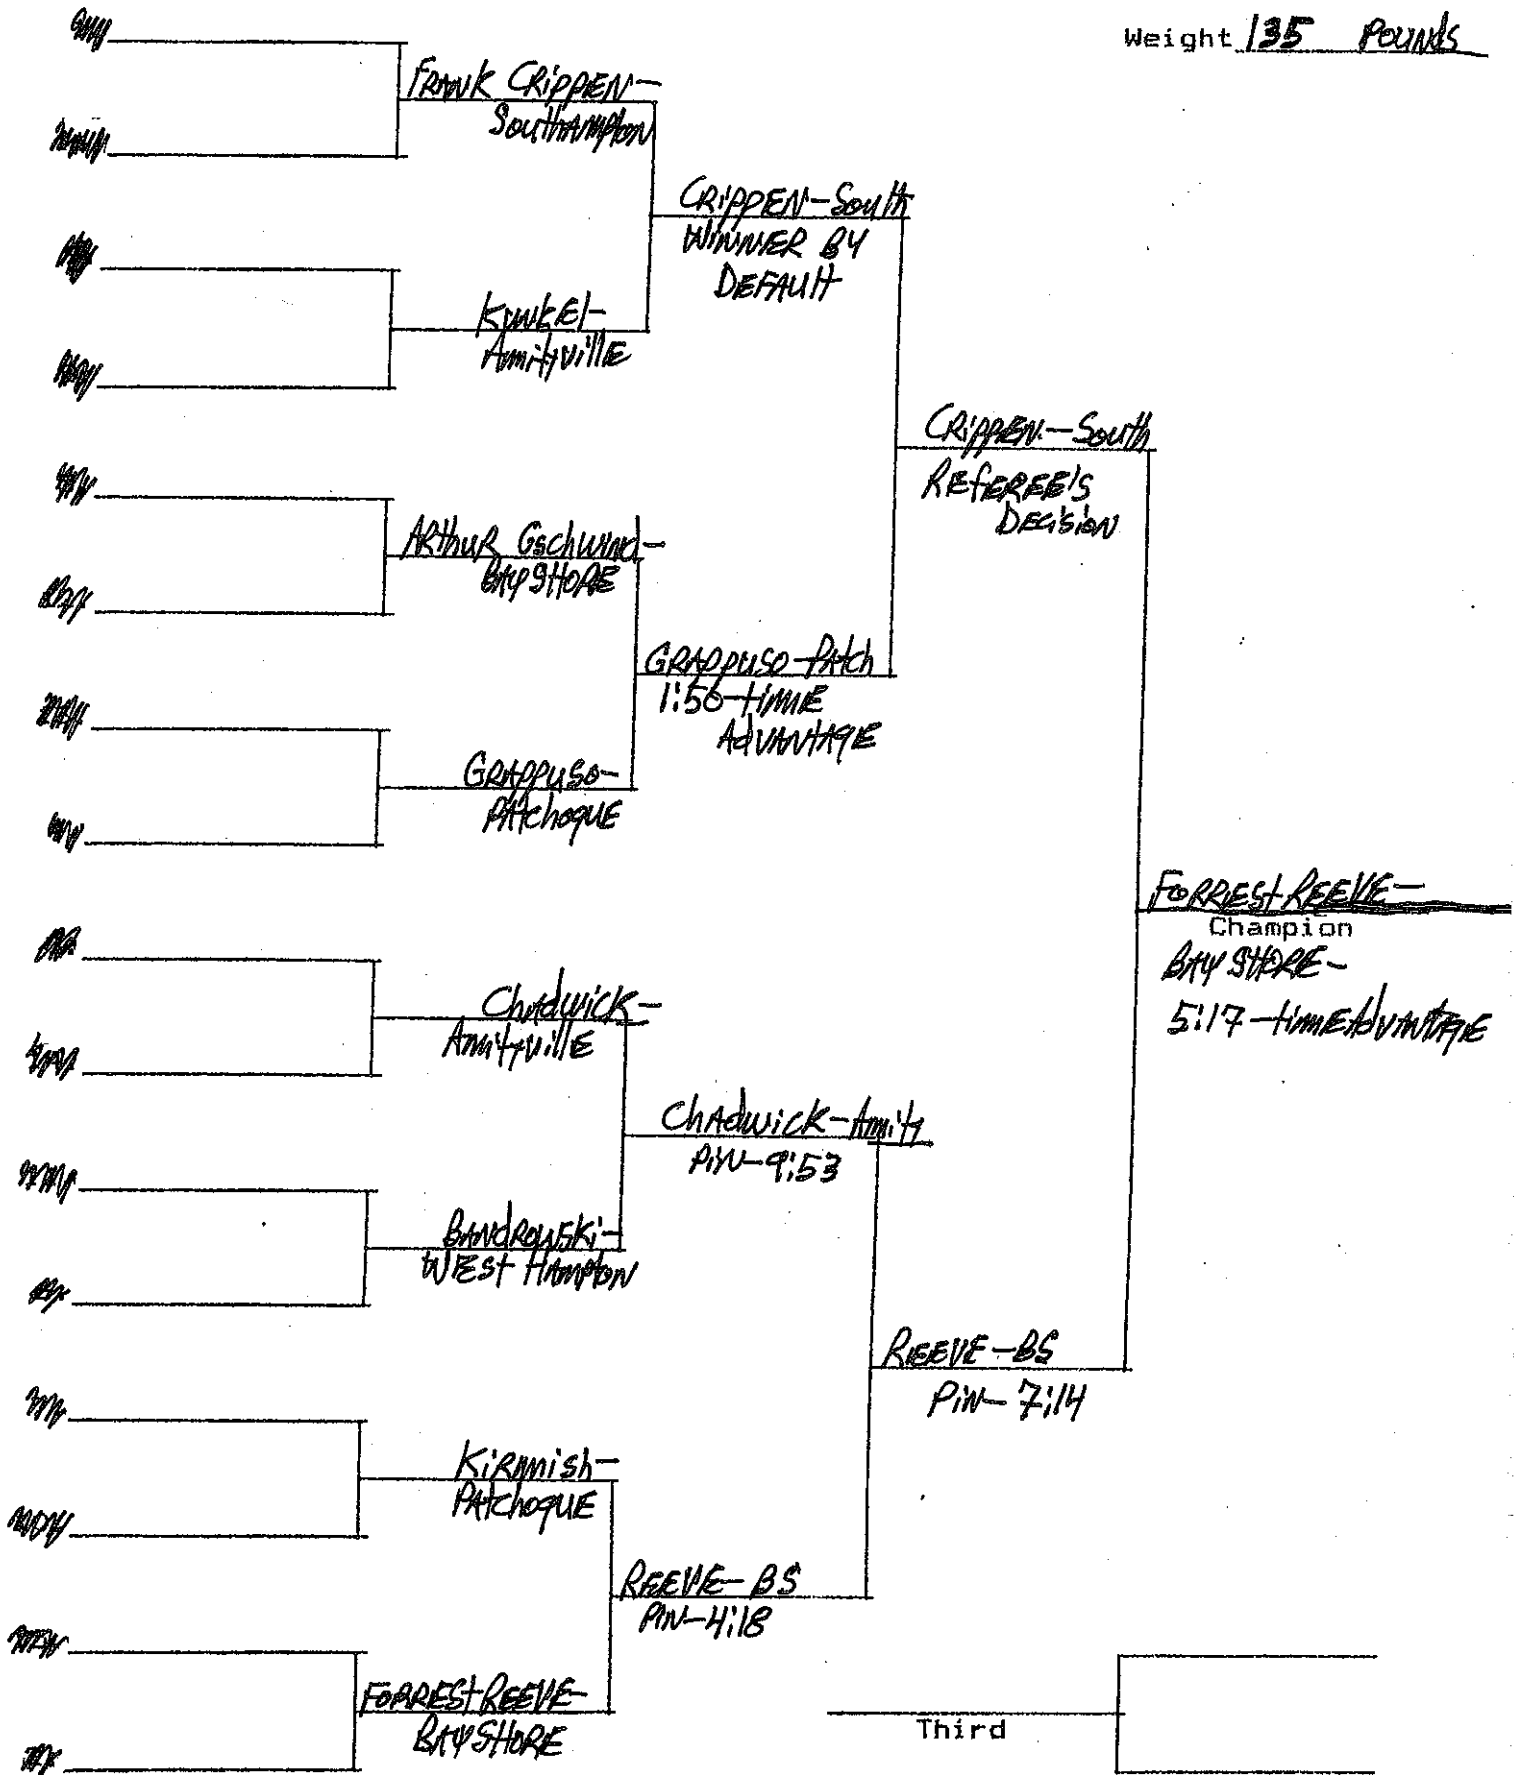 Weight 135 POUNDS
FRANK CRIPPEN-
SOUTHAMPTON
CRIPPEN-South
WINNER BY
DEFAULT
KUNKEl-
Amityville
CRIPPEN-South
REFEREE'S
DECISION
ARthUR Gschwind-
BAY SHORE
GRAPPUSO-PAtch
1:56-timE
AdVANtAgE
GRAPPUSO-
PAtchogUE
FORREst REEVE-
Champion
BAY SHORE-
5:17-timE AdvANtAgE
ChAdwick-
AmityvillE
ChAdwick-Amity
PiN-9:53
BANdROWSKi-
WEst HAmptoN
REEVE-BS
PiN-7:14
KiRmmish-
PAtchogUE
REEVE-BS
PiN-4:18
FORREst REEVE-
BAY SHORE
Third